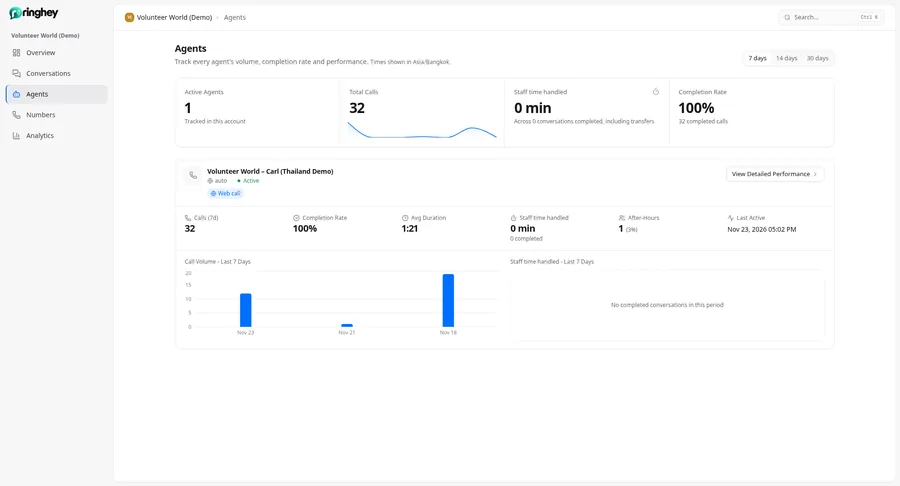 ringhey
Volunteer World (Demo)
Overview
Conversations
Agents
Numbers
Analytics
Volunteer World (Demo) > Agents
Search... Ctrl K
Agents
Track every agent's volume, completion rate and performance. Times shown in Asia/Bangkok.
7 days 14 days 30 days
Active Agents
1
Tracked in this account
Total Calls
32
Staff time handled
0 min
Across 0 conversations completed, including transfers
Completion Rate
100%
32 completed calls
Volunteer World – Carl (Thailand Demo)
auto Active
Web call
View Detailed Performance >
Calls (7d)
32
Completion Rate
100%
Avg Duration
1:21
Staff time handled
0 min
0 completed
After-Hours
1 (3%)
Last Active
Nov 23, 2026 05:02 PM
Call Volume - Last 7 Days
20
15
10
5
0
Nov 23 Nov 21 Nov 18
Staff time handled - Last 7 Days
No completed conversations in this period